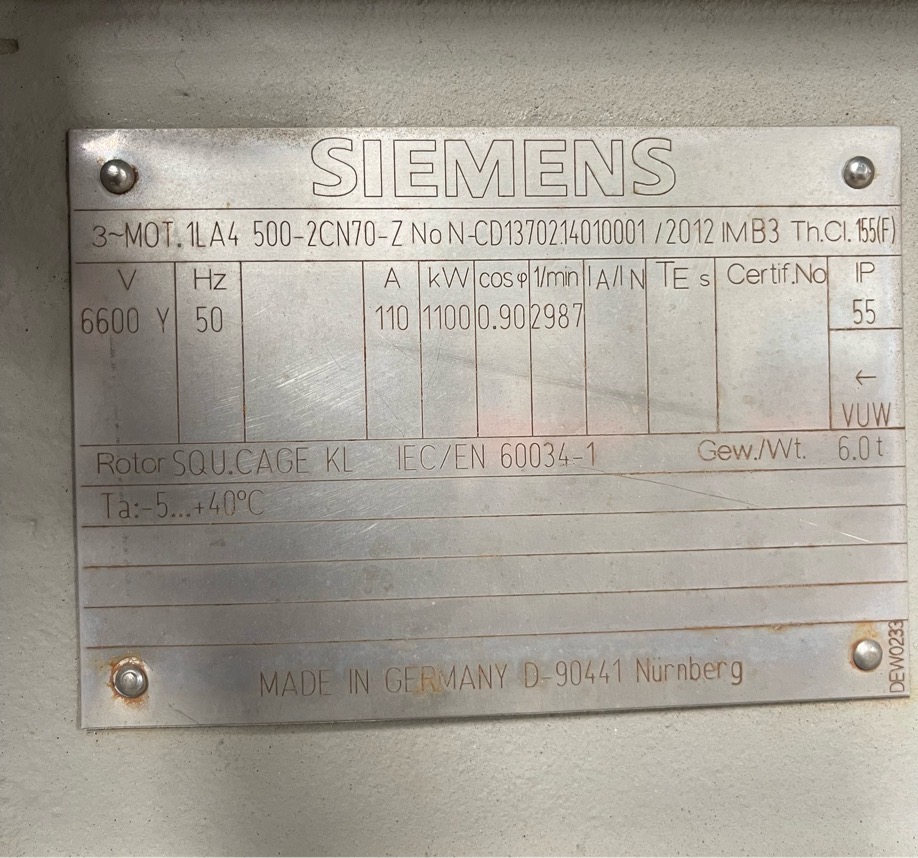 SIEMENS
3~MOT. 1LA4 500-2CN70-Z No N-CD1370214010001 /2012 IM B3 Th.Cl. 155(F)
V Hz A kW cosφ 1/min IA/IN TE s Certif.No IP
6600 Y 50 110 1100 0.90 2987 55
←
VUW
Rotor SQU.CAGE KL IEC/EN 60034-1 Gew./Wt. 6.0 t
Ta:-5...+40°C
MADE IN GERMANY D-90441 Nürnberg
DEW0233